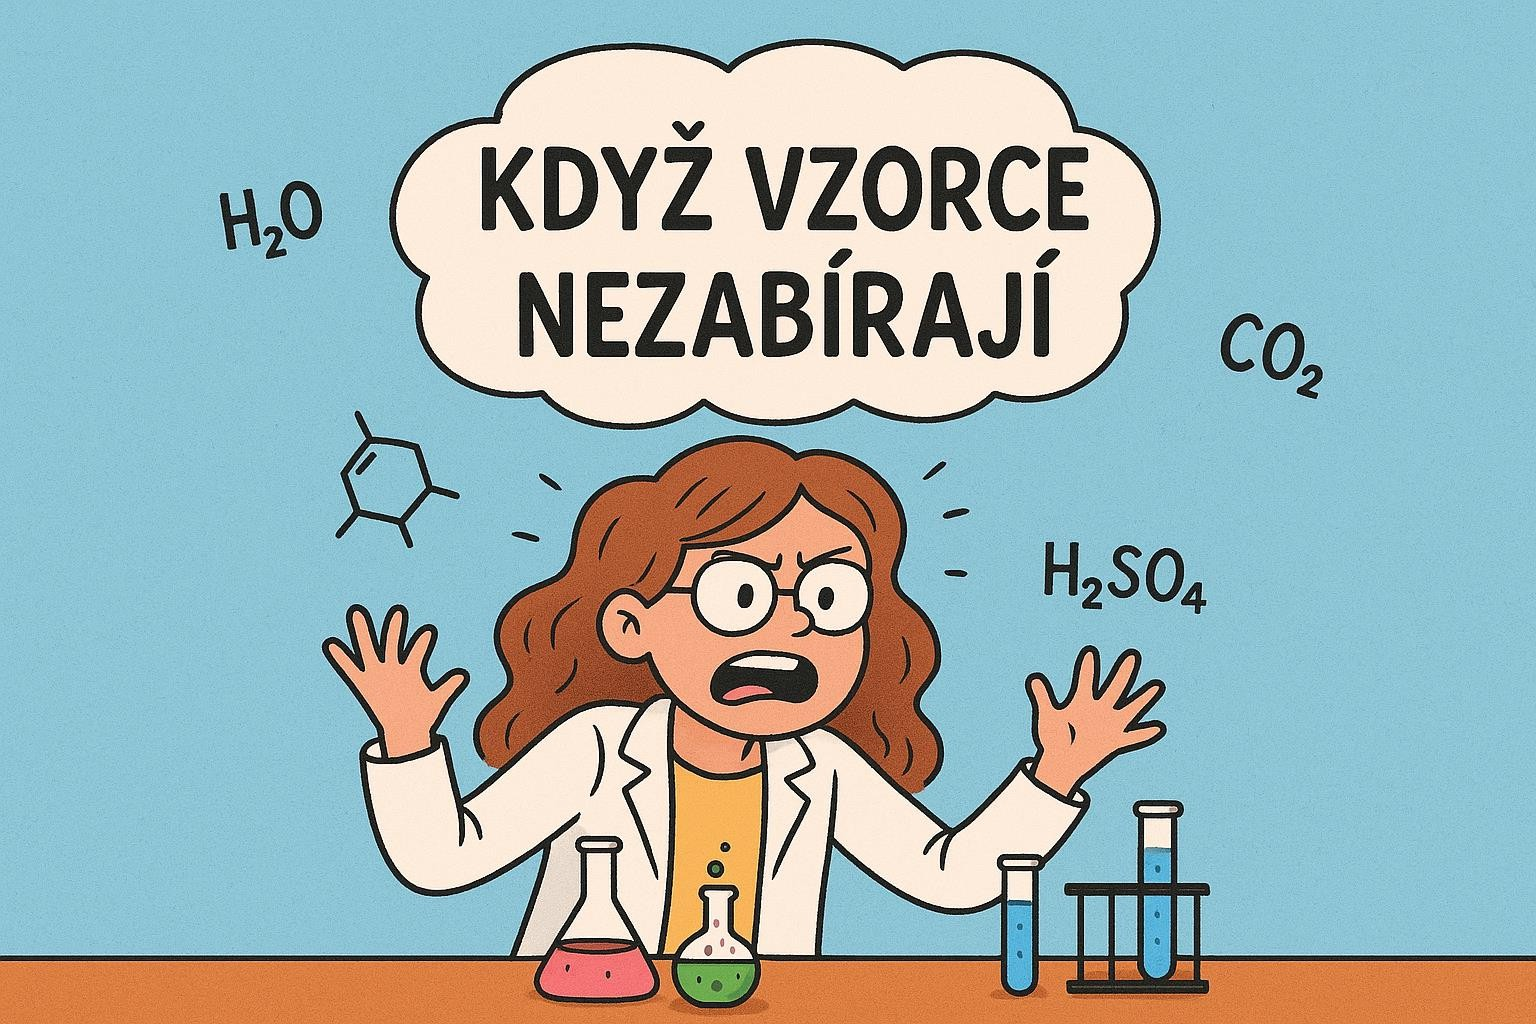 KDYŽ VZORCE
NEZABÍRAJÍ
H₂O
CO₂
H₂SO₄